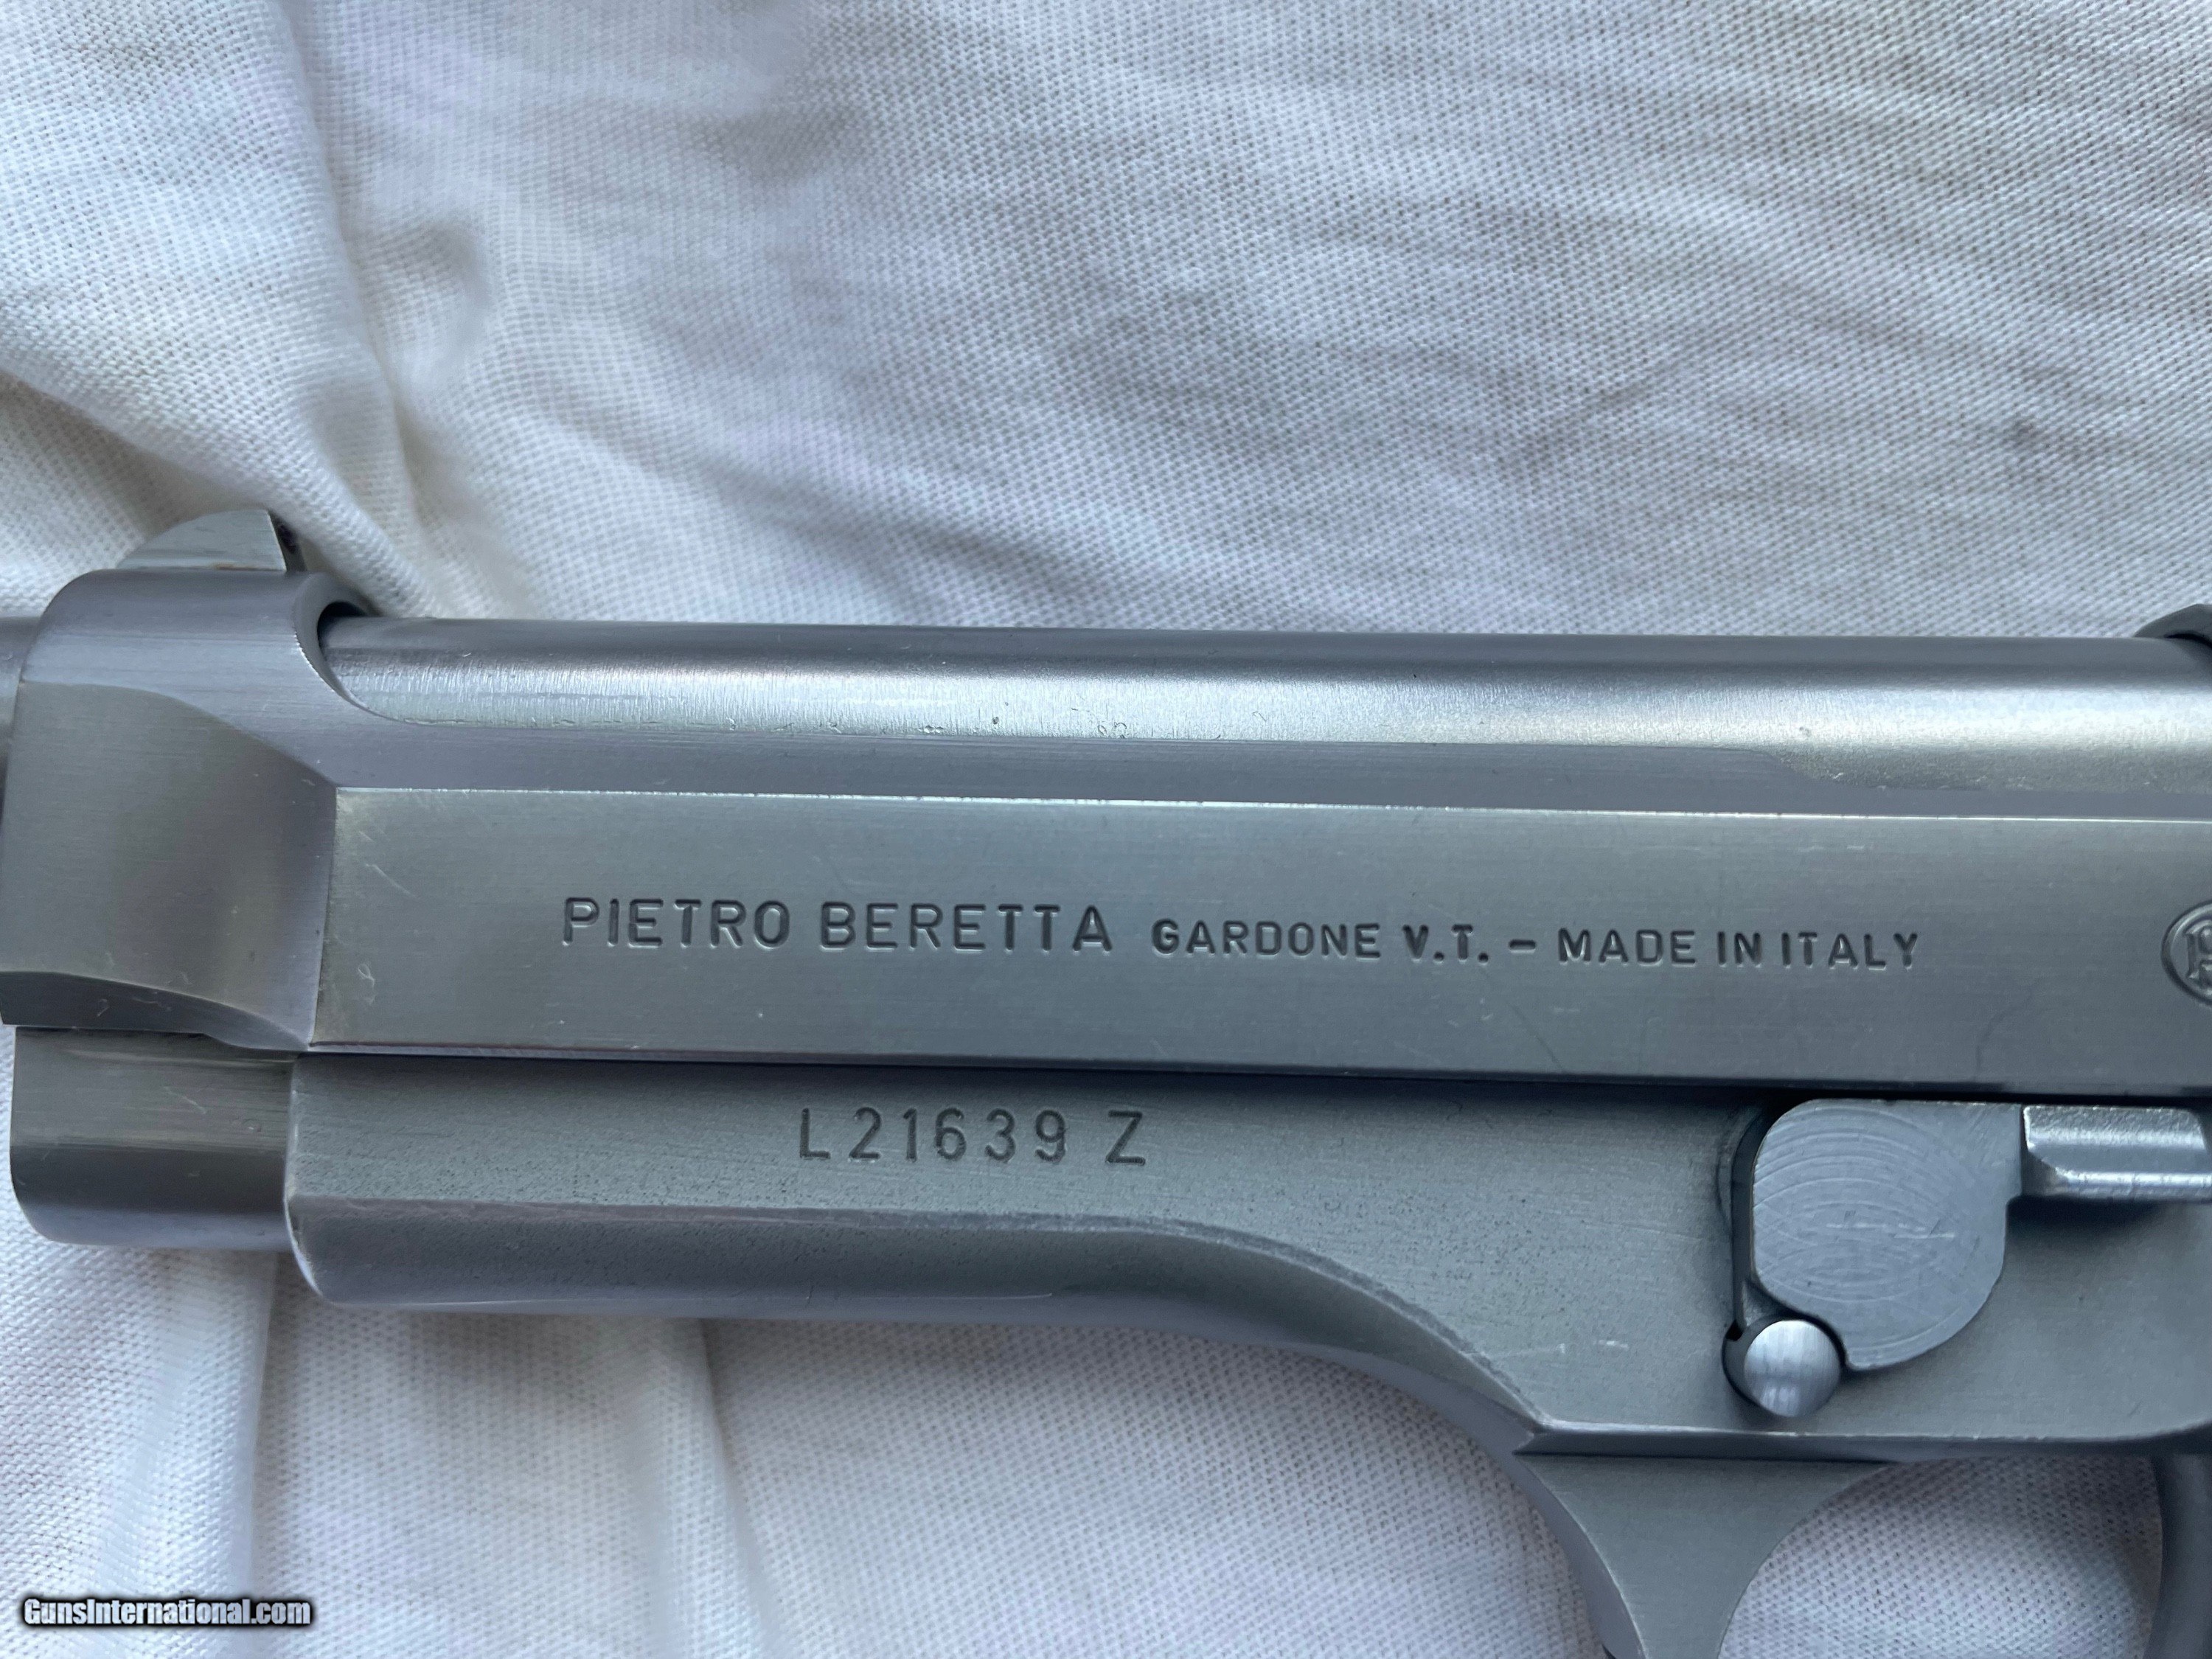 PIETRO BERETTA GARDONE V.T. – MADE IN ITALY
L21639 Z
GunsInternational.com